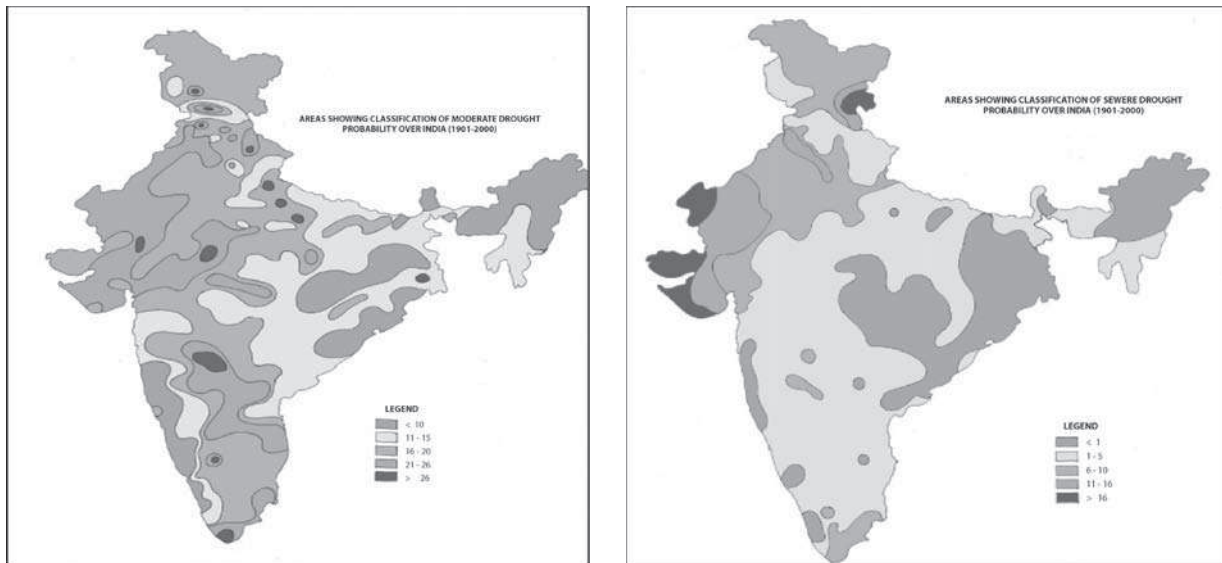 AREAS SHOWING CLASSIFICATION OF MODERATE DROUGHT
PROBABILITY OVER INDIA (1901-2000)
LEGEND
< 10
11 - 15
16 - 20
21 - 26
> 26
AREAS SHOWING CLASSIFICATION OF SEWERE DROUGHT
PROBABILITY OVER INDIA (1901-2000)
LEGEND
< 1
1 - 5
6 - 10
11 - 16
> 16